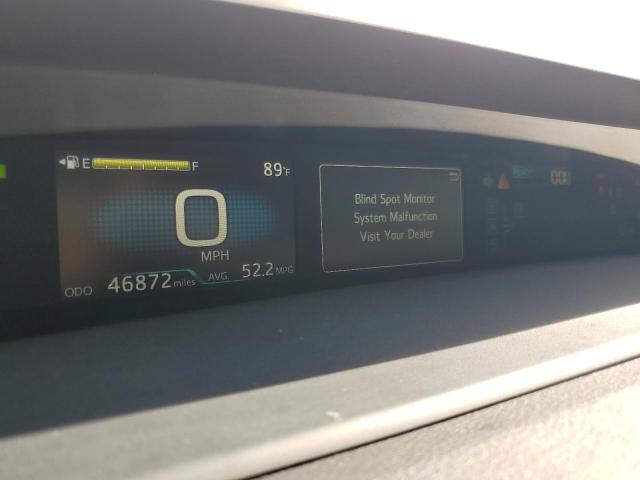 E F 89°F
0
MPH
ODO 46872 miles AVG. 52.2 MPG
Blind Spot Monitor
System Malfunction
Visit Your Dealer